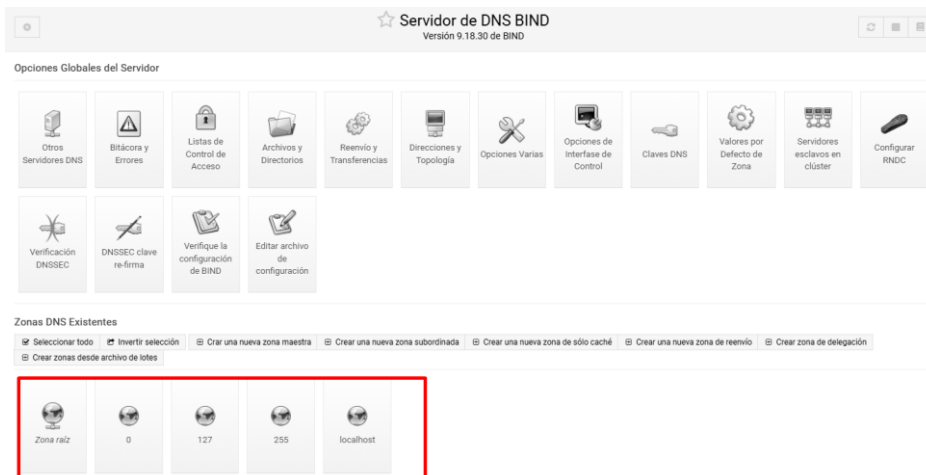 Servidor de DNS BIND
Versión 9.18.30 de BIND
Opciones Globales del Servidor
Otros
Servidores DNS
Bitácora y
Errores
Listas de
Control de
Acceso
Archivos y
Directorios
Reenvío y
Transferencias
Direcciones y
Topología
Opciones Varias
Opciones de
Interfase de
Control
Claves DNS
Valores por
Defecto de
Zona
Servidores
esclavos en
clúster
Configurar
RNDC
Verificación
DNSSEC
DNSSEC clave
re-firma
Verifique la
configuración
de BIND
Editar archivo
de
configuración
Zonas DNS Existentes
Seleccionar todo
Invertir selección
Crar una nueva zona maestra
Crear una nueva zona subordinada
Crear una nueva zona de sólo caché
Crear una nueva zona de reenvío
Crear zona de delegación
Crear zonas desde archivo de lotes
Zona raíz
0
127
255
localhost